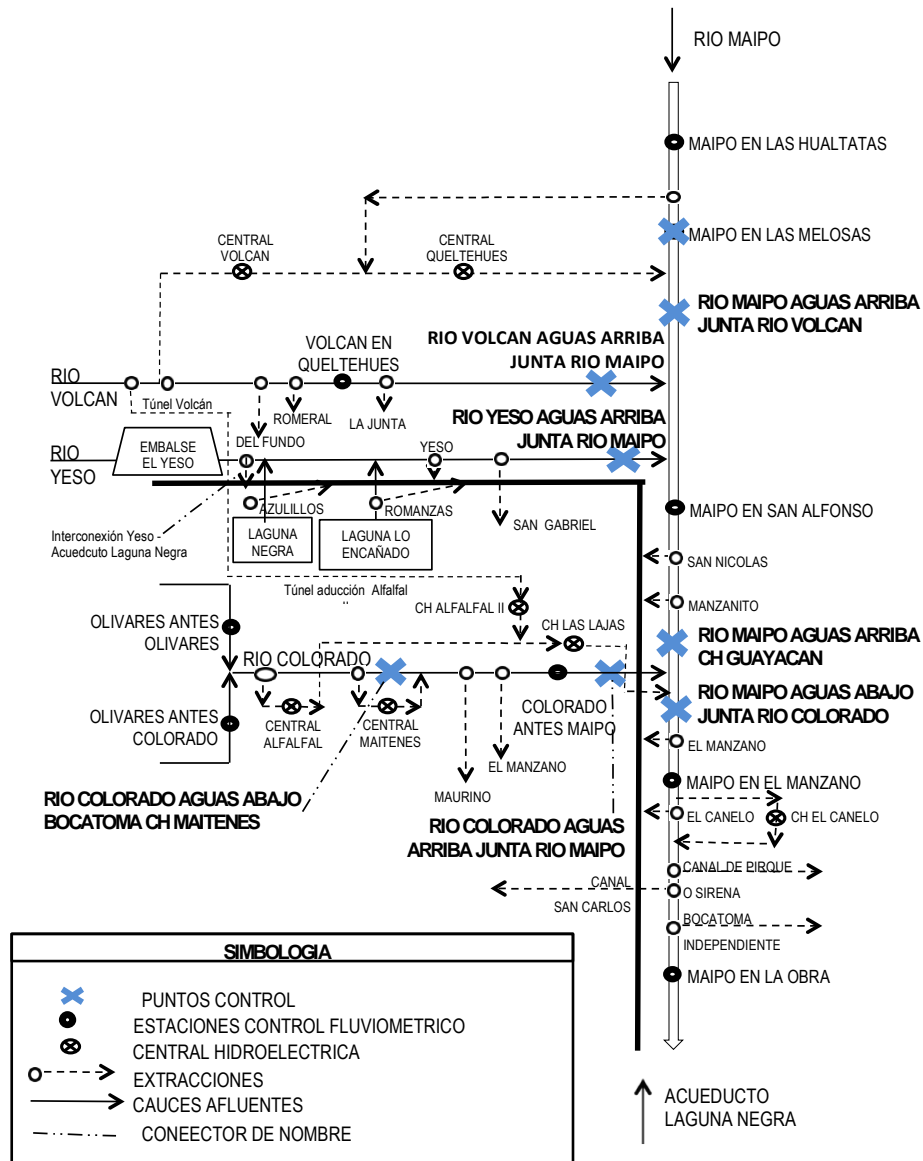 RIO MAIPO
MAIPO EN LAS HUALTATAS
MAIPO EN LAS MELOSAS
CENTRAL
VOLCAN
CENTRAL
QUELTEHUES
RIO MAIPO AGUAS ARRIBA
JUNTA RIO VOLCAN
RIO VOLCAN AGUAS ARRIBA
JUNTA RIO MAIPO
VOLCAN EN
QUELTEHUES
RIO
VOLCAN
Túnel Volcán
ROMERAL
LA JUNTA
RIO YESO AGUAS ARRIBA
JUNTA RIO MAIPO
DEL FUNDO
YESO
RIO
YESO
EMBALSE
EL YESO
AZULILLOS
ROMANZAS
SAN GABRIEL
MAIPO EN SAN ALFONSO
Interconexión Yeso -
Acuedcuto Laguna Negra
LAGUNA
NEGRA
LAGUNA LO
ENCAÑADO
SAN NICOLAS
Túnel aducción Alfalfal
''
CH ALFALFAL II
MANZANITO
OLIVARES ANTES
OLIVARES
CH LAS LAJAS
RIO MAIPO AGUAS ARRIBA
CH GUAYACAN
RIO COLORADO
RIO MAIPO AGUAS ABAJO
JUNTA RIO COLORADO
OLIVARES ANTES
COLORADO
CENTRAL
ALFALFAL
CENTRAL
MAITENES
COLORADO
ANTES MAIPO
EL MANZANO
EL MANZANO
MAURINO
MAIPO EN EL MANZANO
RIO COLORADO AGUAS ABAJO
BOCATOMA CH MAITENES
RIO COLORADO AGUAS
ARRIBA JUNTA RIO MAIPO
EL CANELO
CH EL CANELO
CANAL DE PIRQUE
CANAL
SAN CARLOS
O SIRENA
BOCATOMA
INDEPENDIENTE
MAIPO EN LA OBRA
SIMBOLOGIA
PUNTOS CONTROL
ESTACIONES CONTROL FLUVIOMETRICO
CENTRAL HIDROELECTRICA
EXTRACCIONES
CAUCES AFLUENTES
CONEECTOR DE NOMBRE
ACUEDUCTO
LAGUNA NEGRA